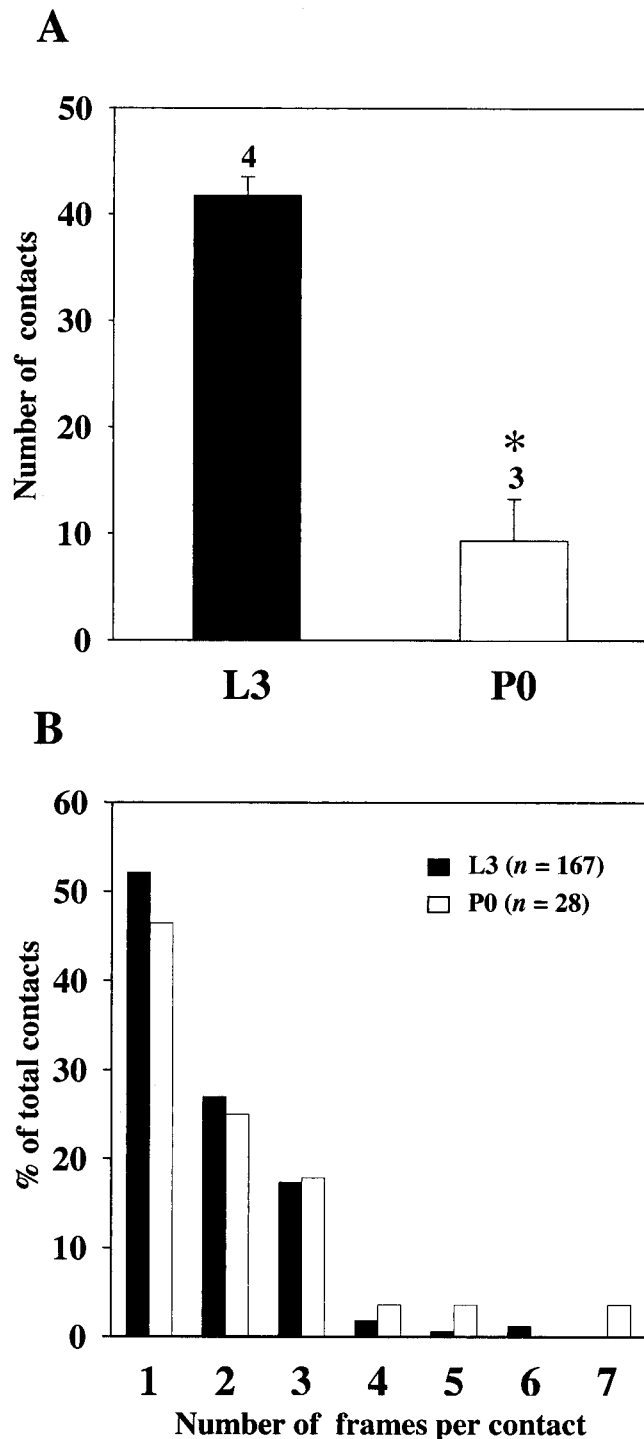 A
50
40
30
20
10
0
Number of contacts
4
*
3
L3
P0
B
60
50
40
30
20
10
0
% of total contacts
L3 (n = 167)
P0 (n = 28)
1 2 3 4 5 6 7
Number of frames per contact